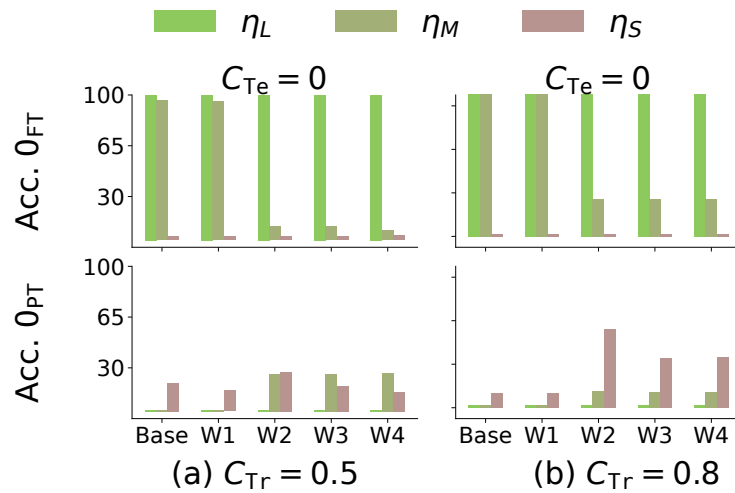 η_L η_M η_S
C_Te = 0 C_Te = 0
Acc. 0_FT
100
65
30
Acc. 0_PT
100
65
30
Base W1 W2 W3 W4 Base W1 W2 W3 W4
(a) C_Tr = 0.5 (b) C_Tr = 0.8